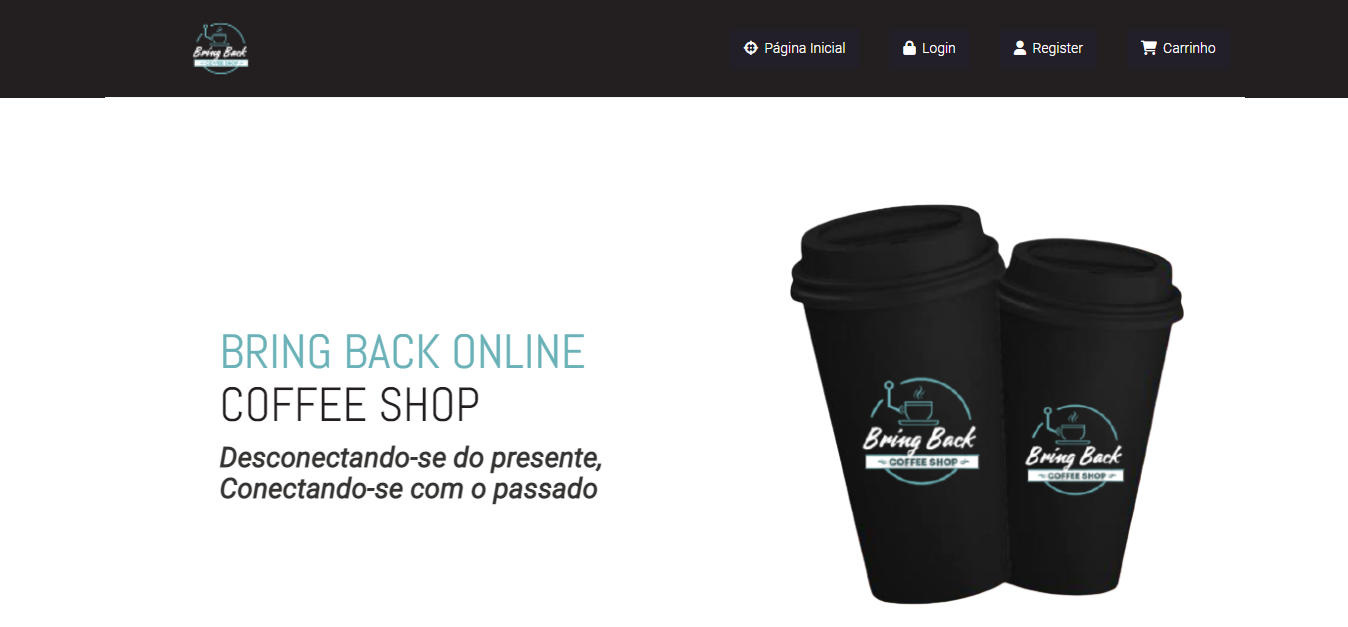 Bring Back
COFFEE SHOP
Página Inicial
Login
Register
Carrinho
BRING BACK ONLINE
COFFEE SHOP
Desconectando-se do presente,
Conectando-se com o passado
Bring Back
COFFEE SHOP
Bring Back
COFFEE SHOP